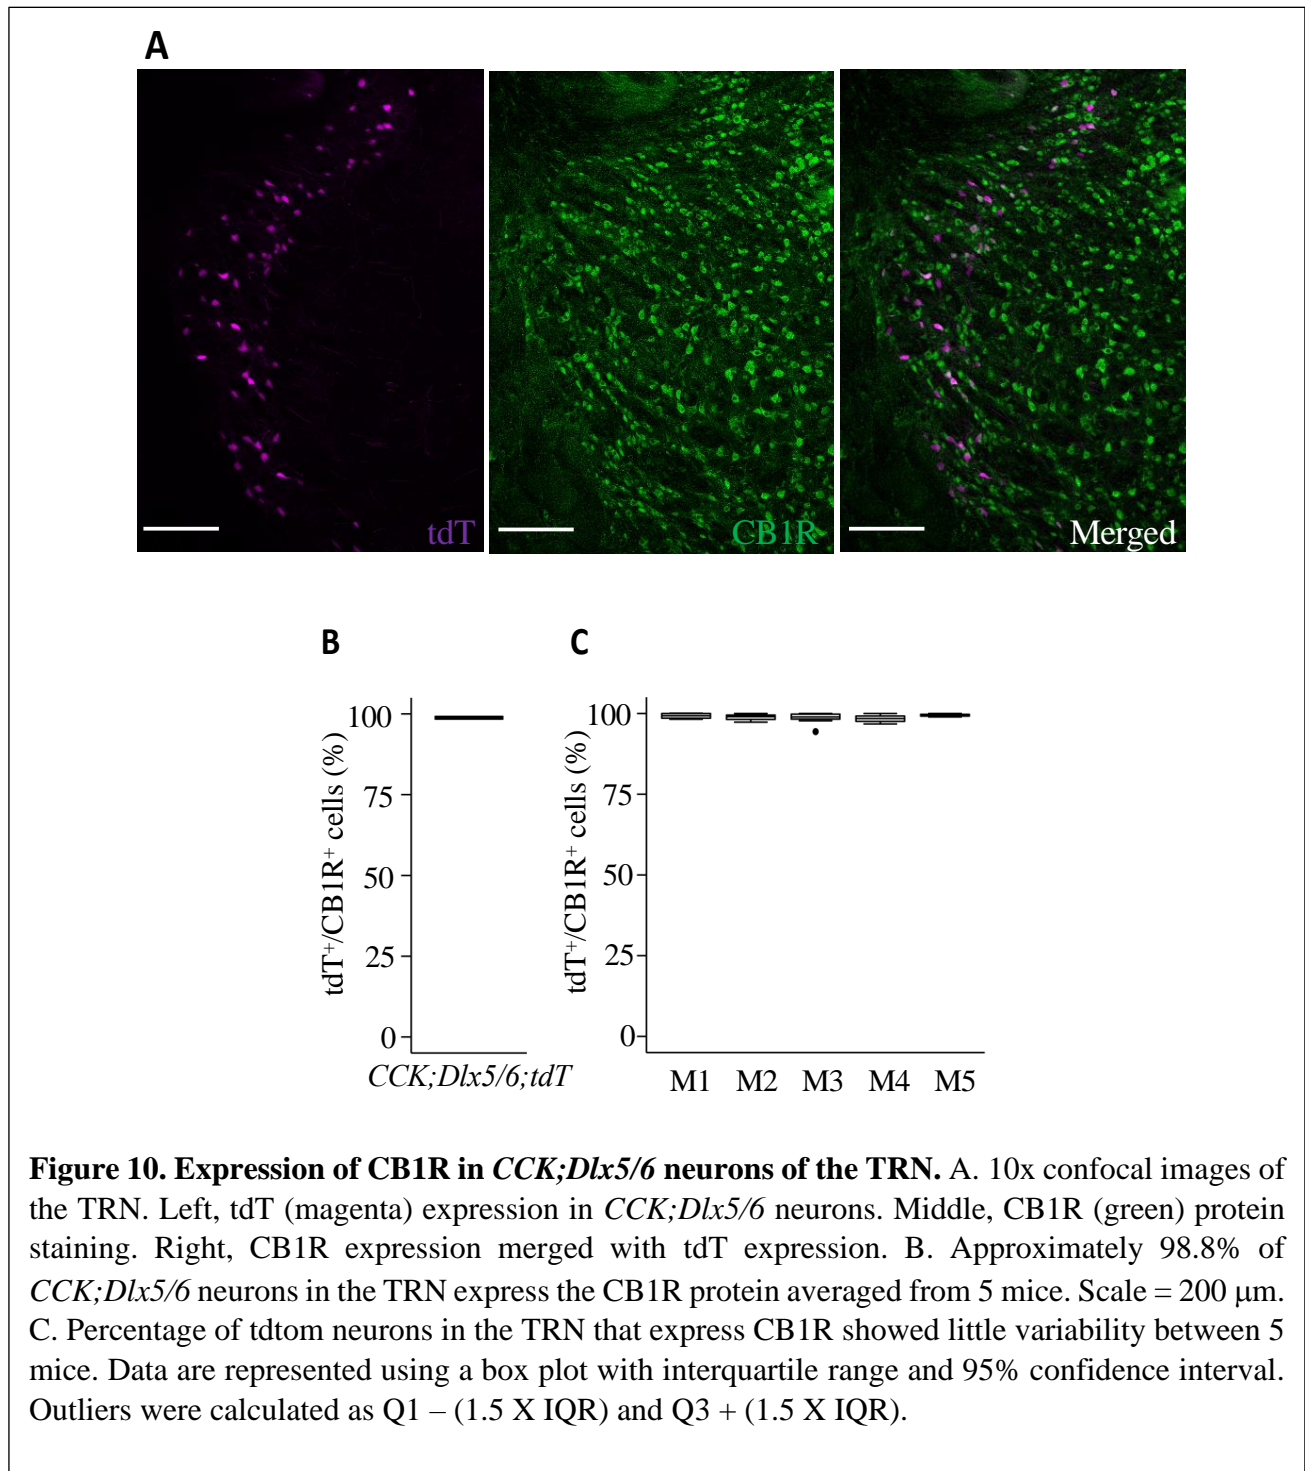 A
tdT
CB1R
Merged
B
C
tdT+/CB1R+ cells (%)
100
75
50
25
0
CCK;Dlx5/6;tdT
tdT+/CB1R+ cells (%)
100
75
50
25
0
M1 M2 M3 M4 M5
Figure 10. Expression of CB1R in CCK;Dlx5/6 neurons of the TRN. A. 10x confocal images of
the TRN. Left, tdT (magenta) expression in CCK;Dlx5/6 neurons. Middle, CB1R (green) protein
staining. Right, CB1R expression merged with tdT expression. B. Approximately 98.8% of
CCK;Dlx5/6 neurons in the TRN express the CB1R protein averaged from 5 mice. Scale = 200 μm.
C. Percentage of tdtom neurons in the TRN that express CB1R showed little variability between 5
mice. Data are represented using a box plot with interquartile range and 95% confidence interval.
Outliers were calculated as Q1 – (1.5 X IQR) and Q3 + (1.5 X IQR).